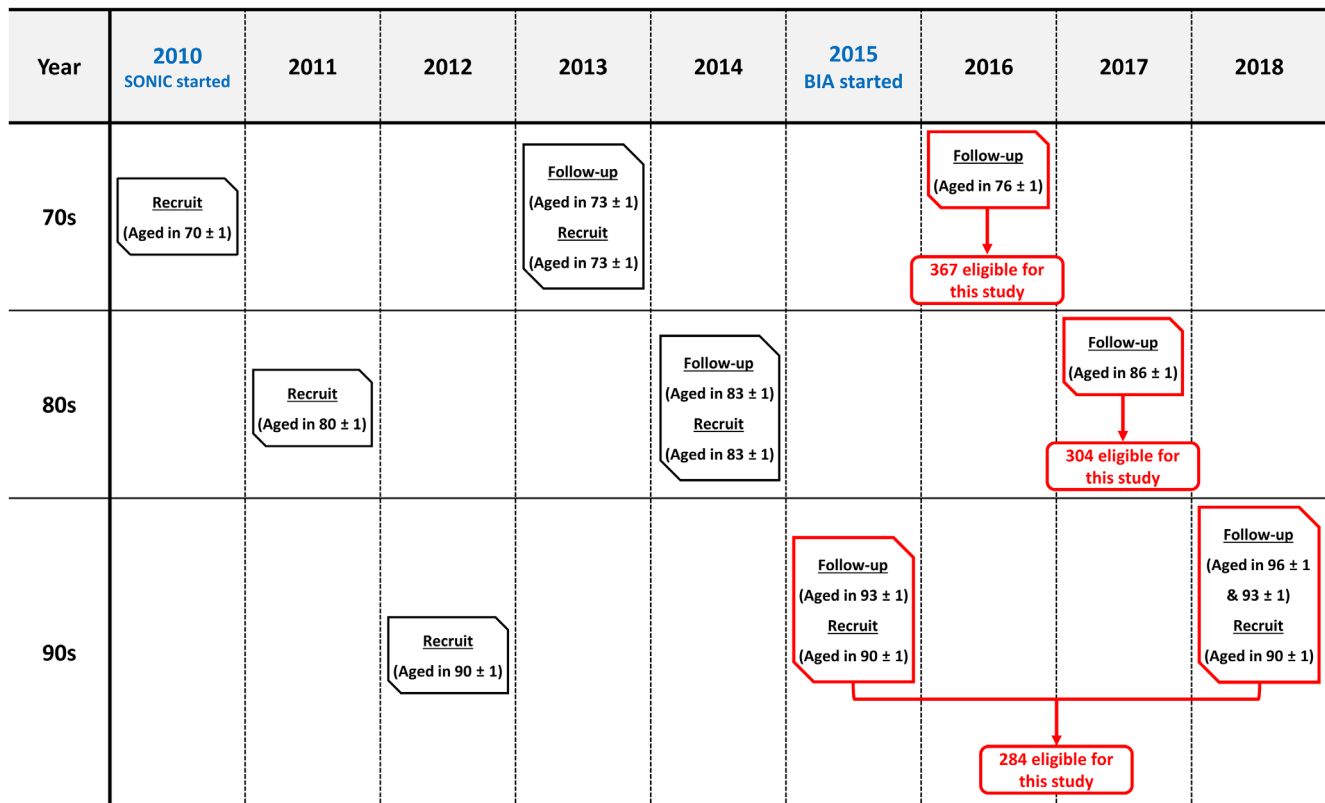 Year
2010
SONIC started
2011
2012
2013
2014
2015
BIA started
2016
2017
2018
70s
Recruit
(Aged in 70 ± 1)
Follow-up
(Aged in 73 ± 1)
Recruit
(Aged in 73 ± 1)
Follow-up
(Aged in 76 ± 1)
367 eligible for
this study
80s
Recruit
(Aged in 80 ± 1)
Follow-up
(Aged in 83 ± 1)
Recruit
(Aged in 83 ± 1)
Follow-up
(Aged in 86 ± 1)
304 eligible for
this study
90s
Recruit
(Aged in 90 ± 1)
Follow-up
(Aged in 93 ± 1)
Recruit
(Aged in 90 ± 1)
Follow-up
(Aged in 96 ± 1
& 93 ± 1)
Recruit
(Aged in 90 ± 1)
284 eligible for
this study